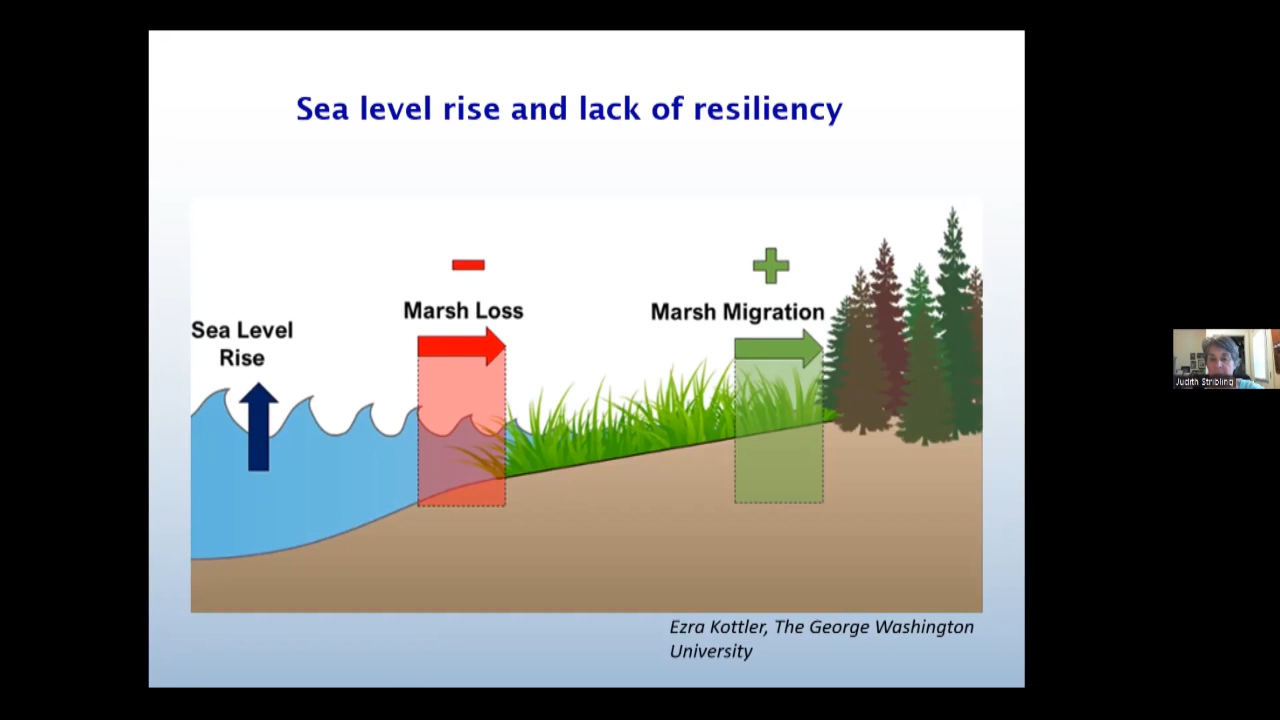 Sea level rise and lack of resiliency
Marsh Loss
Marsh Migration
Sea Level
Rise
Ezra Kottler, The George Washington
University
Judith Stribling